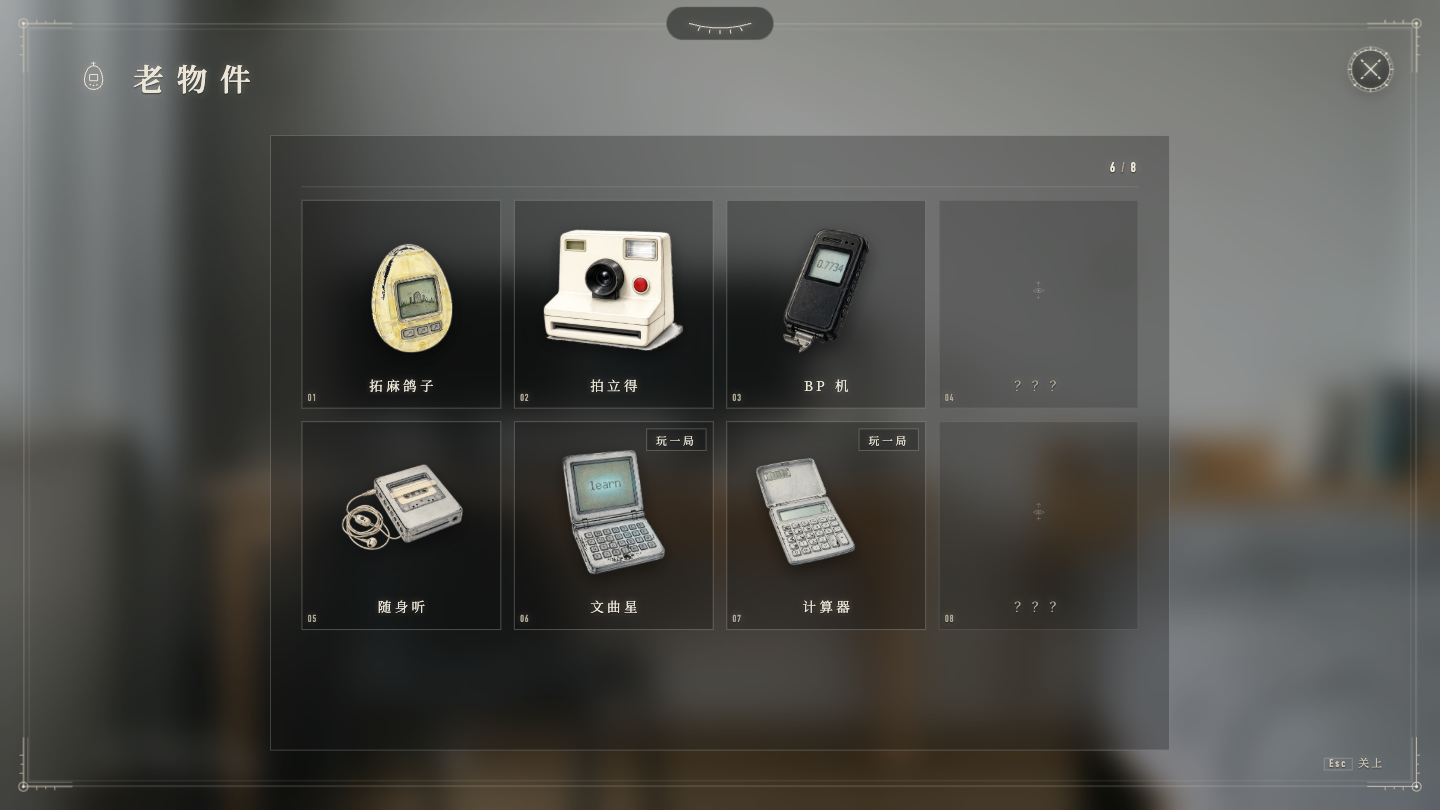 老物件
6 / 8
0.7734
01 拓麻鸽子
02 拍立得
03 BP 机
04 ? ? ?
玩一局
玩一局
learn
05 随身听
06 文曲星
07 计算器
08 ? ? ?
Esc 关上